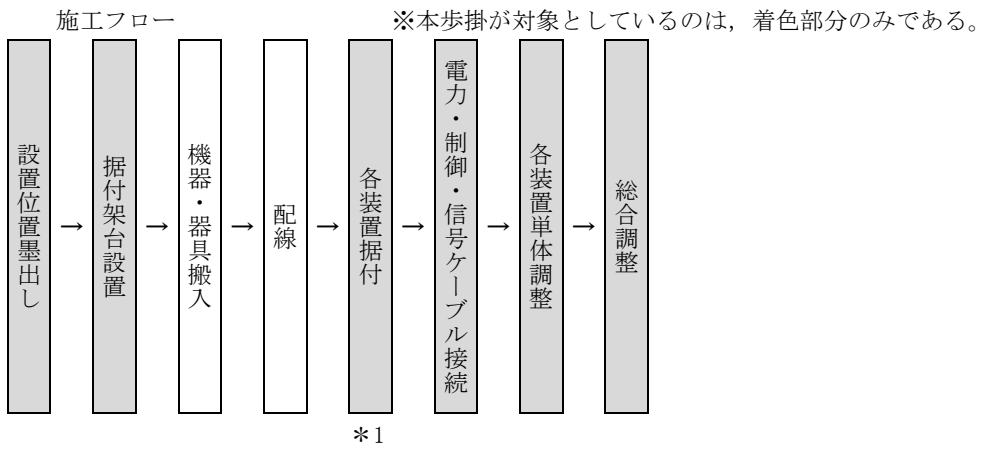 施工フロー
※本歩掛が対象としているのは，着色部分のみである。
設置位置墨出し
→
据付架台設置
→
機器・器具搬入
→
配線
→
各装置据付
→
電力・制御・信号ケーブル接続
→
各装置単体調整
→
総合調整
＊1